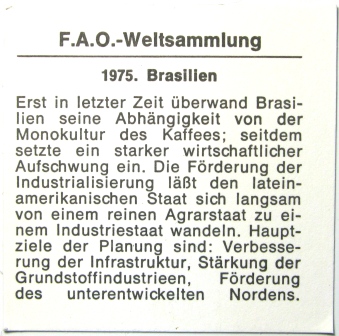 F.A.O.-Weltsammlung
1975. Brasilien
Erst in letzter Zeit überwand Brasi-
lien seine Abhängigkeit von der
Monokultur des Kaffees; seitdem
setzte ein starker wirtschaftlicher
Aufschwung ein. Die Förderung der
Industrialisierung läßt den latein-
amerikanischen Staat sich langsam
von einem reinen Agrarstaat zu ei-
nem Industriestaat wandeln. Haupt-
ziele der Planung sind: Verbesse-
rung der Infrastruktur, Stärkung der
Grundstoffindustrieen, Förderung
des unterentwickelten Nordens.